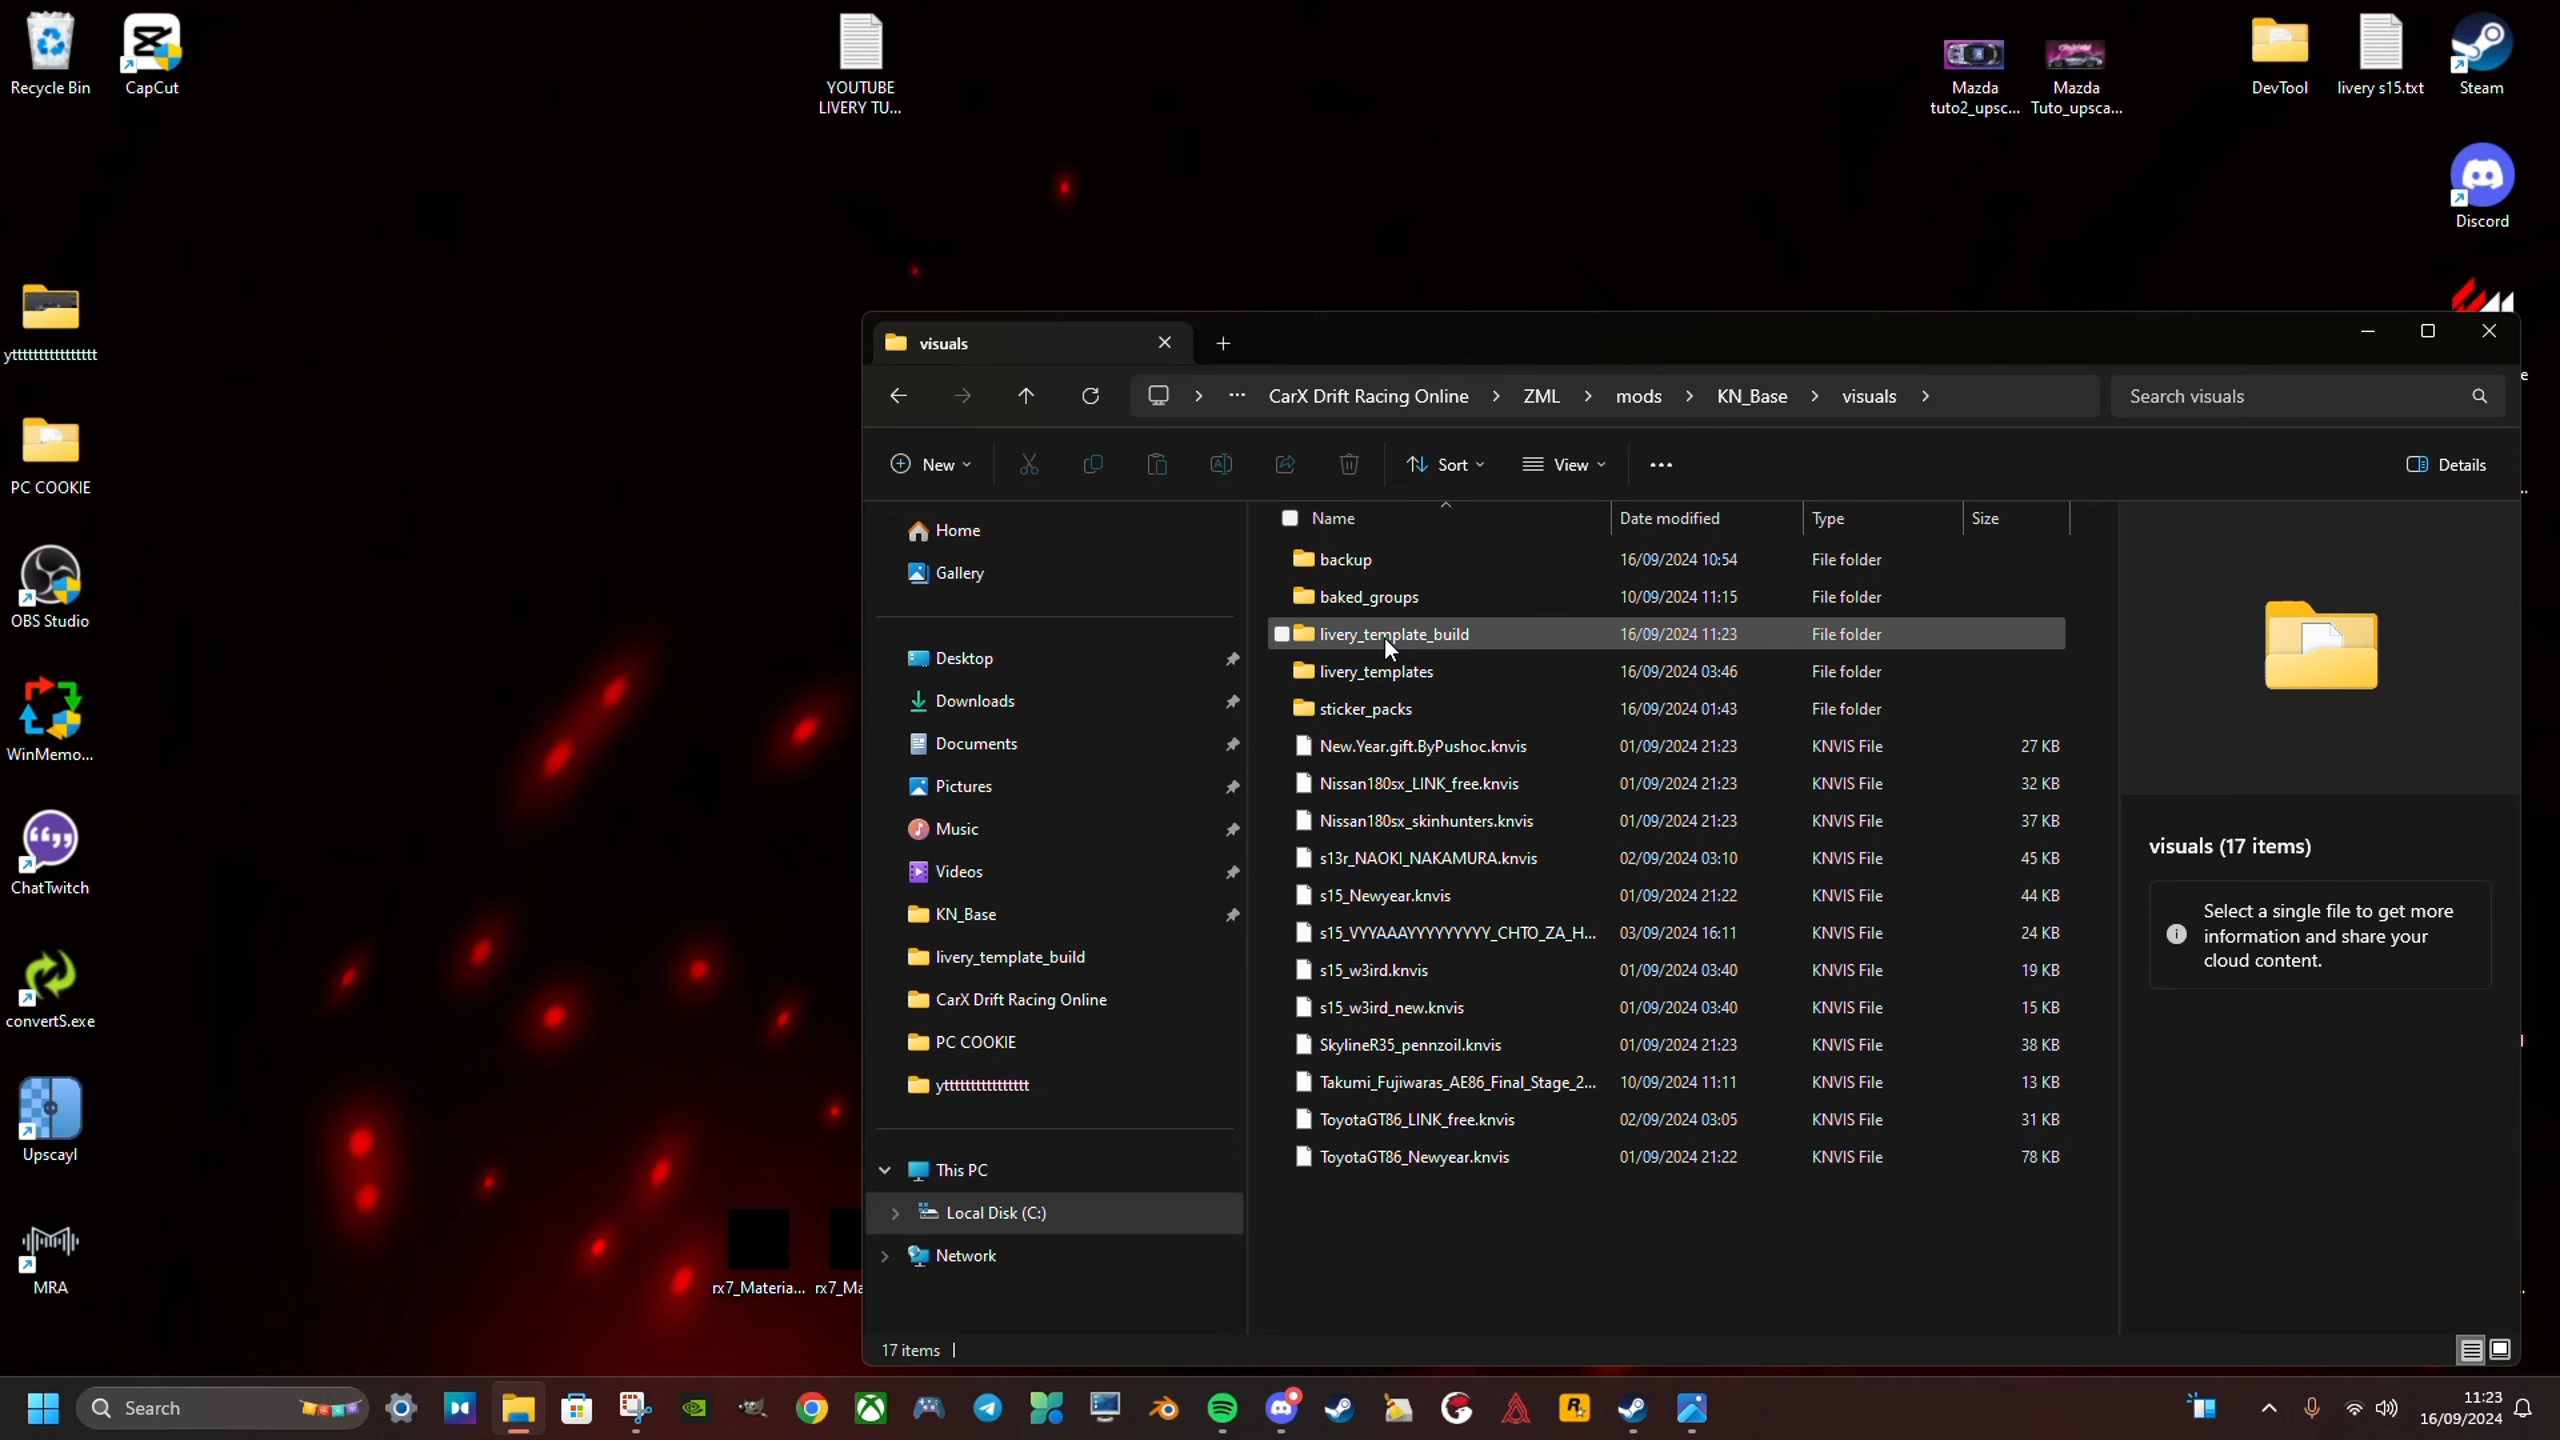 Recycle Bin
CapCut
YOUTUBE
LIVERY TU...
Mazda
tuto2_upsc...
Mazda
Tuto_upsca...
DevTool
livery s15.txt
Steam
Discord
PC COOKIE
OBS Studio
WinMemo...
ChatTwitch
convertS.exe
Upscayl
MRA
rx7_Materia...
rx7_Ma
visuals
CarX Drift Racing Online
ZML
mods
KN_Base
visuals
Search visuals
New
Sort
View
Details
Home
Gallery
Desktop
Downloads
Documents
Pictures
Music
Videos
KN_Base
livery_template_build
CarX Drift Racing Online
PC COOKIE
This PC
Local Disk (C:)
Network
Name Date modified Type Size
backup 16/09/2024 10:54 File folder
baked_groups 10/09/2024 11:15 File folder
livery_template_build 16/09/2024 11:23 File folder
livery_templates 16/09/2024 03:46 File folder
sticker_packs 16/09/2024 01:43 File folder
New.Year.gift.ByPushoc.knvis 01/09/2024 21:23 KNVIS File 27 KB
Nissan180sx_LINK_free.knvis 01/09/2024 21:23 KNVIS File 32 KB
Nissan180sx_skinhunters.knvis 01/09/2024 21:23 KNVIS File 37 KB
s13r_NAOKI_NAKAMURA.knvis 02/09/2024 03:10 KNVIS File 45 KB
s15_Newyear.knvis 01/09/2024 21:22 KNVIS File 44 KB
s15_VYYAAAYYYYYYYYY_CHTO_ZA_H... 03/09/2024 16:11 KNVIS File 24 KB
s15_w3ird.knvis 01/09/2024 03:40 KNVIS File 19 KB
s15_w3ird_new.knvis 01/09/2024 03:40 KNVIS File 15 KB
SkylineR35_pennzoil.knvis 01/09/2024 21:23 KNVIS File 38 KB
Takumi_Fujiwaras_AE86_Final_Stage_2... 10/09/2024 11:11 KNVIS File 13 KB
ToyotaGT86_LINK_free.knvis 02/09/2024 03:05 KNVIS File 31 KB
ToyotaGT86_Newyear.knvis 01/09/2024 21:22 KNVIS File 78 KB
visuals (17 items)
Select a single file to get more
information and share your
cloud content.
17 items
Search
11:23
16/09/2024